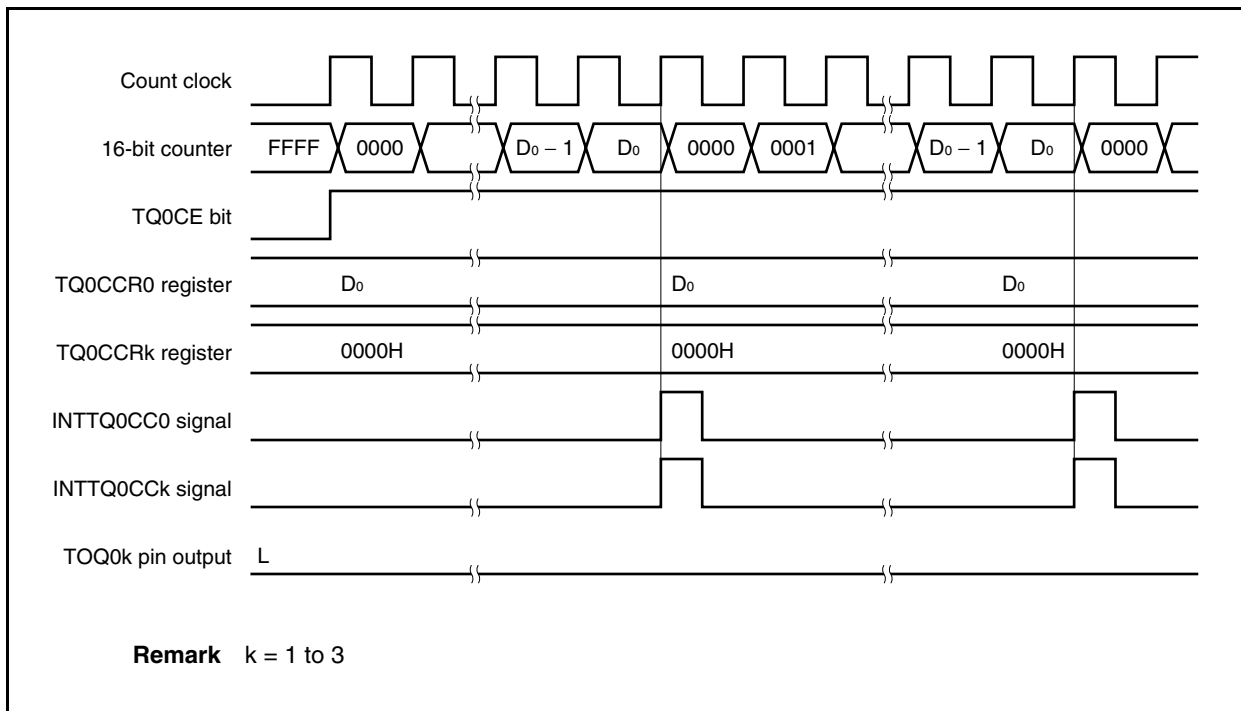 Count clock
16-bit counter FFFF 0000 D0 – 1 D0 0000 0001 D0 – 1 D0 0000
TQ0CE bit
TQ0CCR0 register D0 D0 D0
TQ0CCRk register 0000H 0000H 0000H
INTTQ0CC0 signal
INTTQ0CCk signal
TOQ0k pin output L
Remark k = 1 to 3